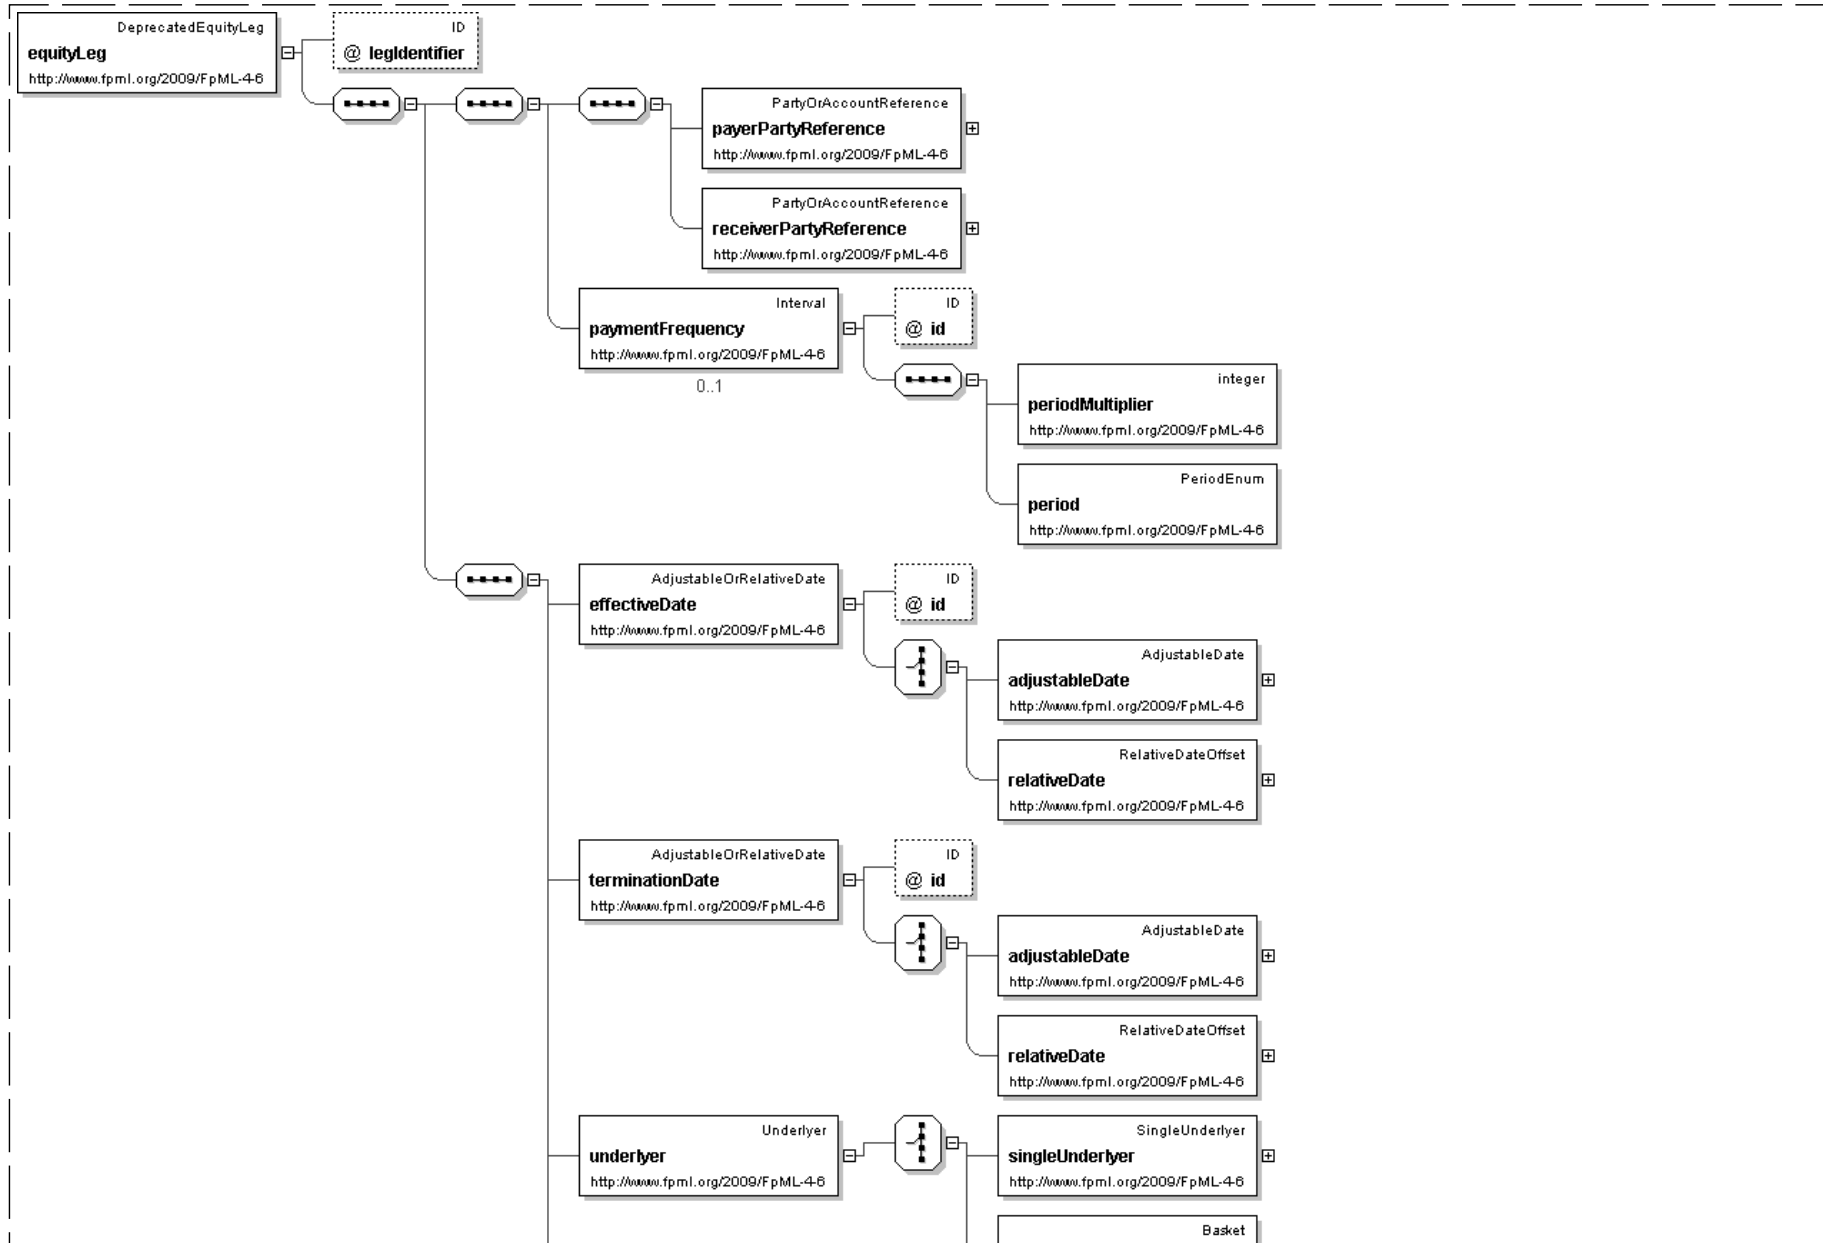 DeprecatedEquityLeg
equityLeg
http://www.fpml.org/2009/FpML-4-6
ID
@ legIdentifier
PartyOrAccountReference
payerPartyReference
http://www.fpml.org/2009/FpML-4-6
PartyOrAccountReference
receiverPartyReference
http://www.fpml.org/2009/FpML-4-6
Interval
paymentFrequency
http://www.fpml.org/2009/FpML-4-6
0..1
ID
@ id
integer
periodMultiplier
http://www.fpml.org/2009/FpML-4-6
PeriodEnum
period
http://www.fpml.org/2009/FpML-4-6
AdjustableOrRelativeDate
effectiveDate
http://www.fpml.org/2009/FpML-4-6
ID
@ id
AdjustableDate
adjustableDate
http://www.fpml.org/2009/FpML-4-6
RelativeDateOffset
relativeDate
http://www.fpml.org/2009/FpML-4-6
AdjustableOrRelativeDate
terminationDate
http://www.fpml.org/2009/FpML-4-6
ID
@ id
AdjustableDate
adjustableDate
http://www.fpml.org/2009/FpML-4-6
RelativeDateOffset
relativeDate
http://www.fpml.org/2009/FpML-4-6
Underlyer
underlyer
http://www.fpml.org/2009/FpML-4-6
SingleUnderlyer
singleUnderlyer
http://www.fpml.org/2009/FpML-4-6
Basket